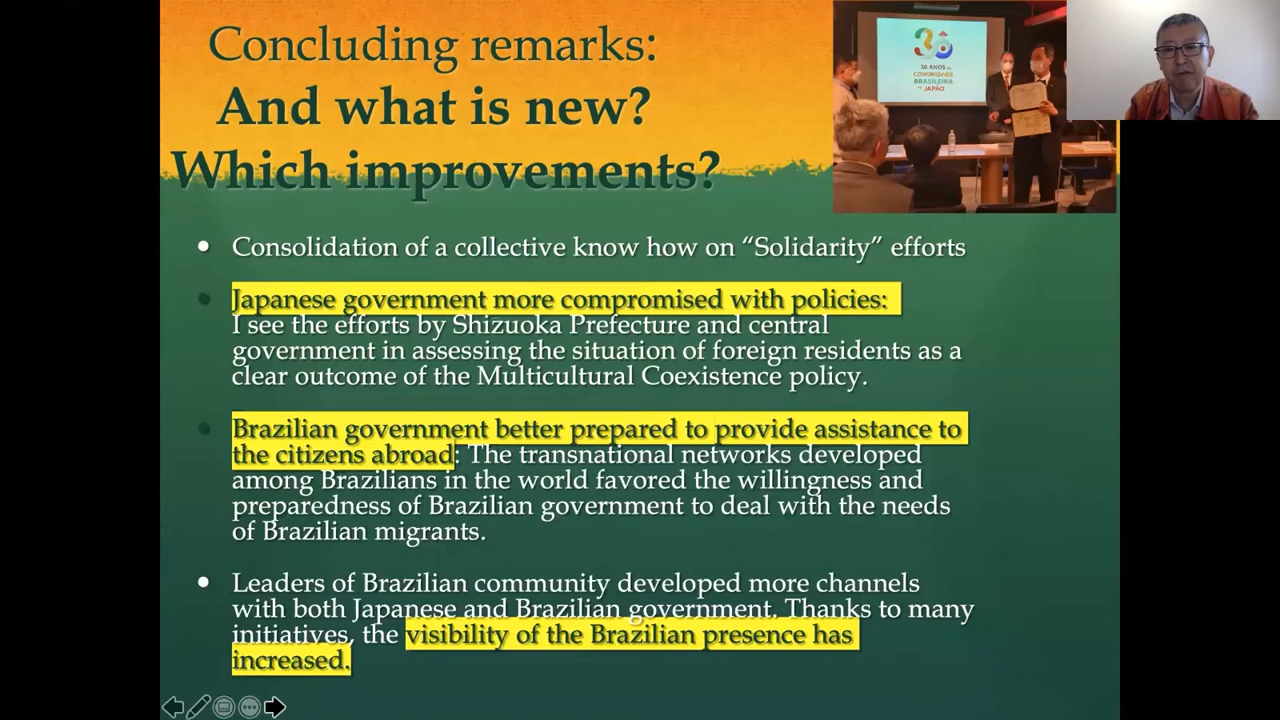 Concluding remarks:
And what is new?
Which improvements?
30 ANOS DA
COMUNIDADE
BRASILEIRA
NO JAPÃO
• Consolidation of a collective know how on “Solidarity” efforts
• Japanese government more compromised with policies:
I see the efforts by Shizuoka Prefecture and central
government in assessing the situation of foreign residents as a
clear outcome of the Multicultural Coexistence policy.
• Brazilian government better prepared to provide assistance to
the citizens abroad: The transnational networks developed
among Brazilians in the world favored the willingness and
preparedness of Brazilian government to deal with the needs
of Brazilian migrants.
• Leaders of Brazilian community developed more channels
with both Japanese and Brazilian government. Thanks to many
initiatives, the visibility of the Brazilian presence has
increased.